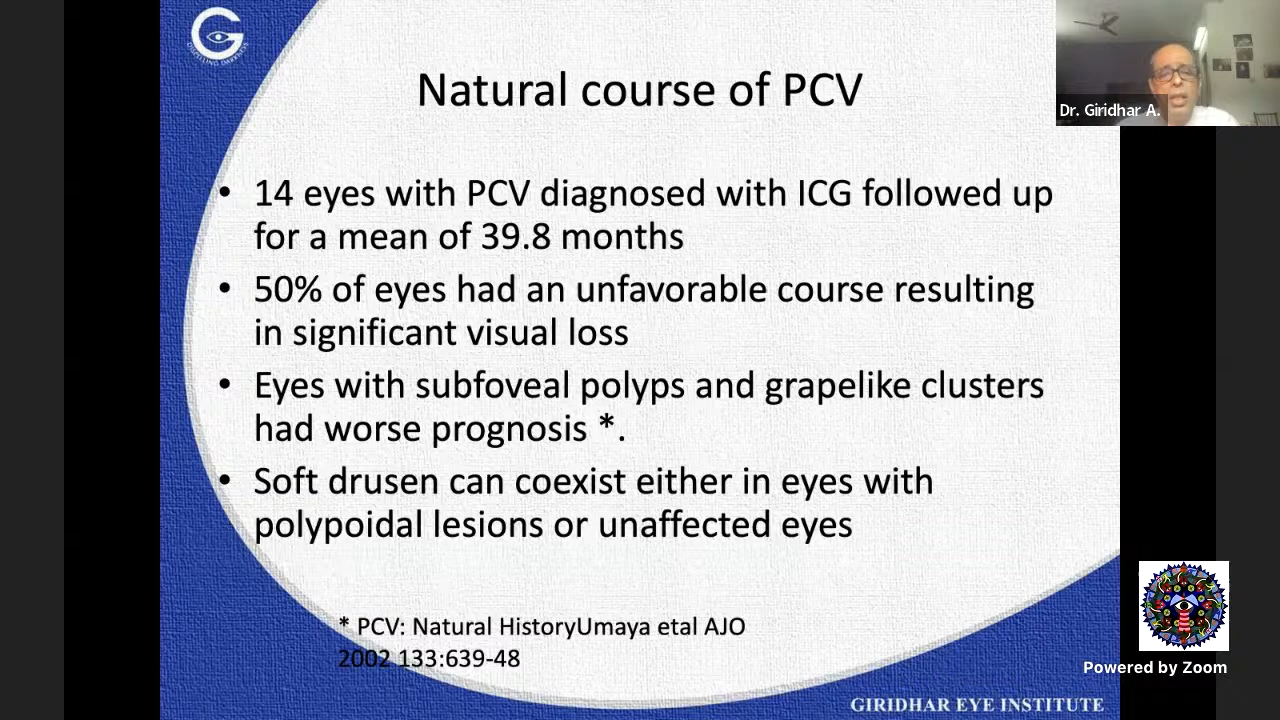 Natural course of PCV
Dr. Giridhar A.
• 14 eyes with PCV diagnosed with ICG followed up
for a mean of 39.8 months
• 50% of eyes had an unfavorable course resulting
in significant visual loss
• Eyes with subfoveal polyps and grapelike clusters
had worse prognosis *.
• Soft drusen can coexist either in eyes with
polypoidal lesions or unaffected eyes
* PCV: Natural HistoryUmaya etal AJO
2002 133:639-48
Powered by Zoom
GIRIDHAR EYE INSTITUTE